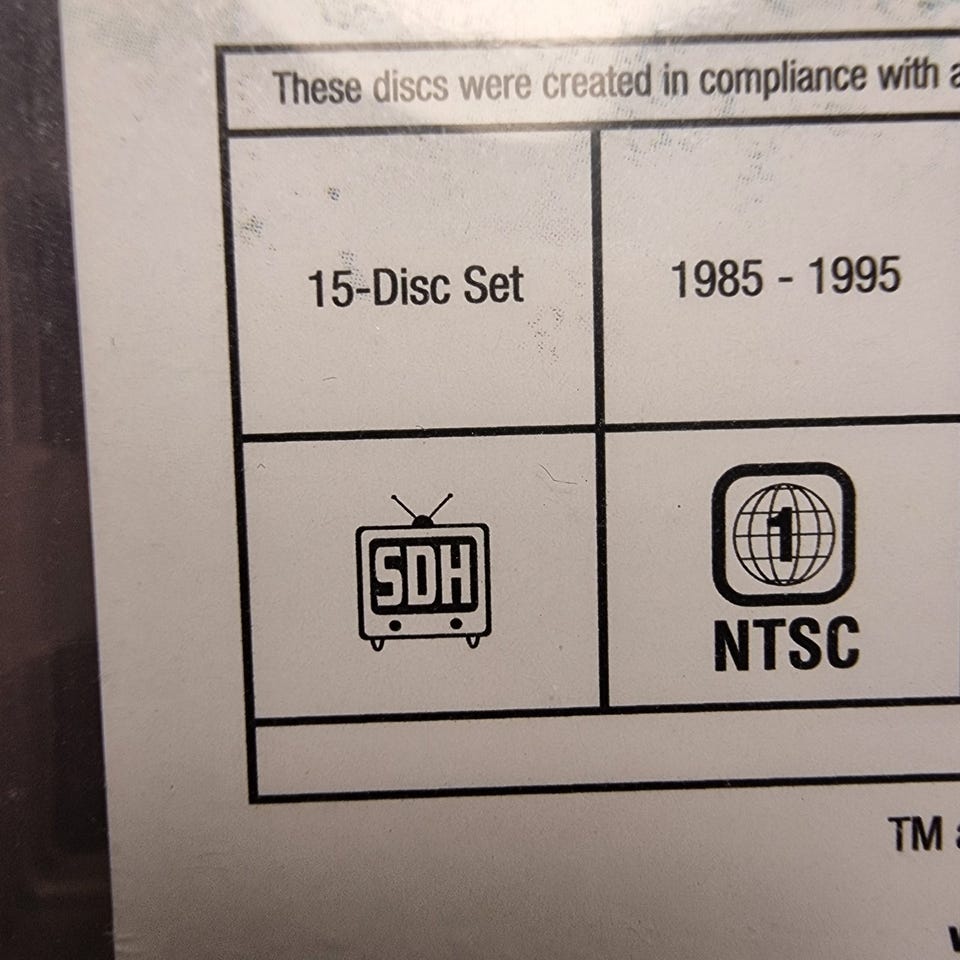 These discs were created in compliance with a
15-Disc Set
1985 - 1995
SDH
1
NTSC
TM